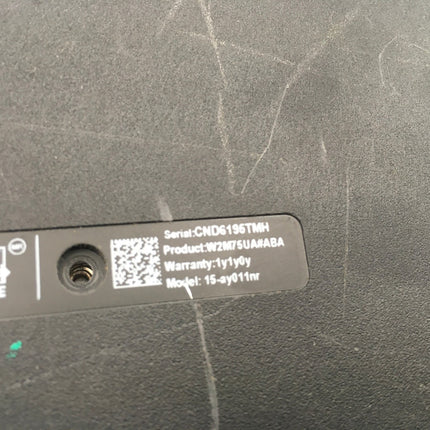 Serial:CND6196TMH
Product:W2M75UA#ABA
Warranty:1y1y0y
Model: 15-ay011nr